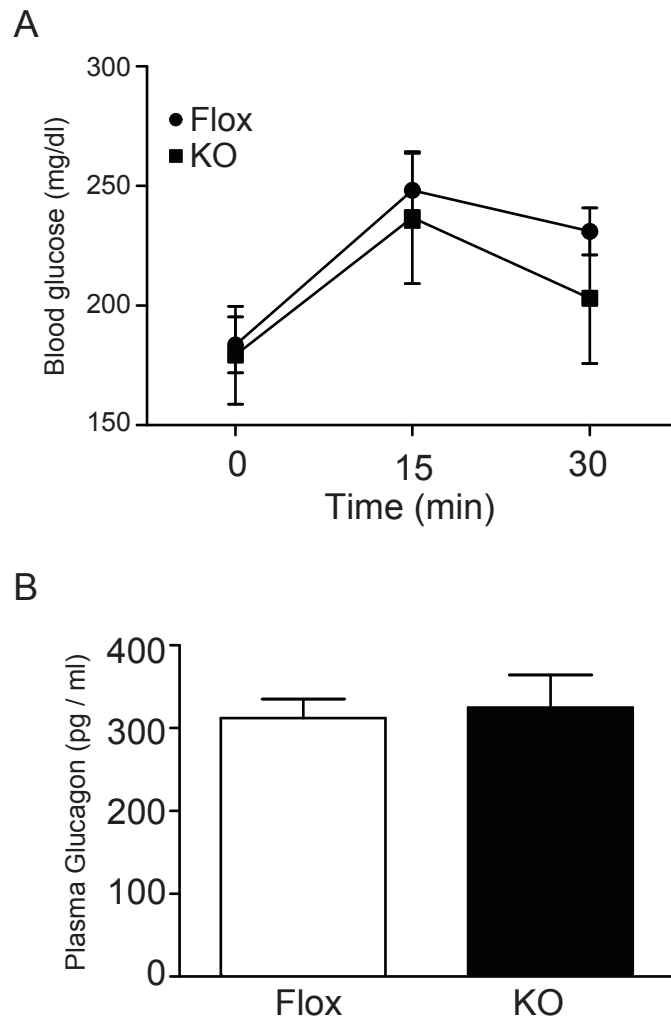 A
Blood glucose (mg/dl)
300
250
200
150
Flox
KO
0 15 30
Time (min)
B
Plasma Glucagon (pg / ml)
400
300
200
100
0
Flox KO